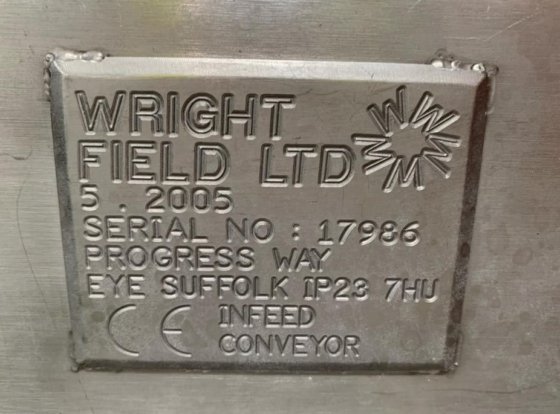 WRIGHT
FIELD LTD
5 . 2005
SERIAL NO : 17986
PROGRESS WAY
EYE SUFFOLK IP23 7HU
CE INFEED
CONVEYOR